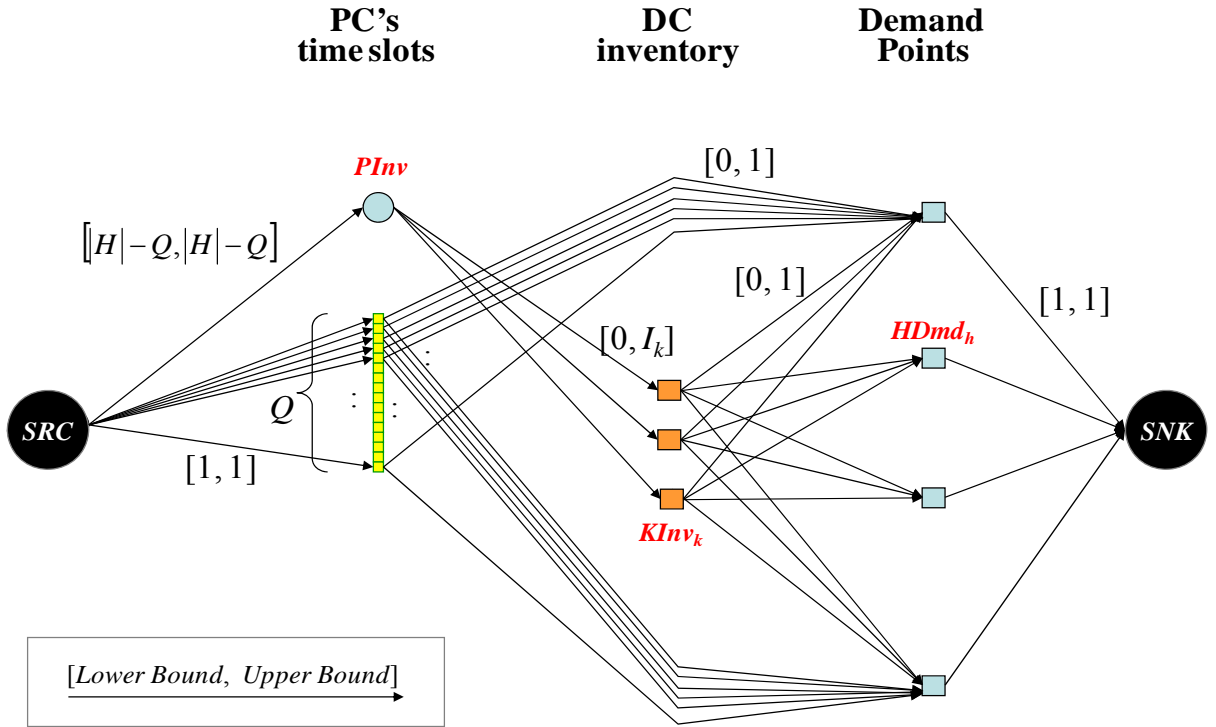 PC's
time slots
DC
inventory
Demand
Points
PInv
[0, 1]
[|H| − Q, |H| − Q]
[0, 1]
[1, 1]
[0, I_k]
HDmd_h
Q
SRC
SNK
[1, 1]
KInv_k
[Lower Bound, Upper Bound]